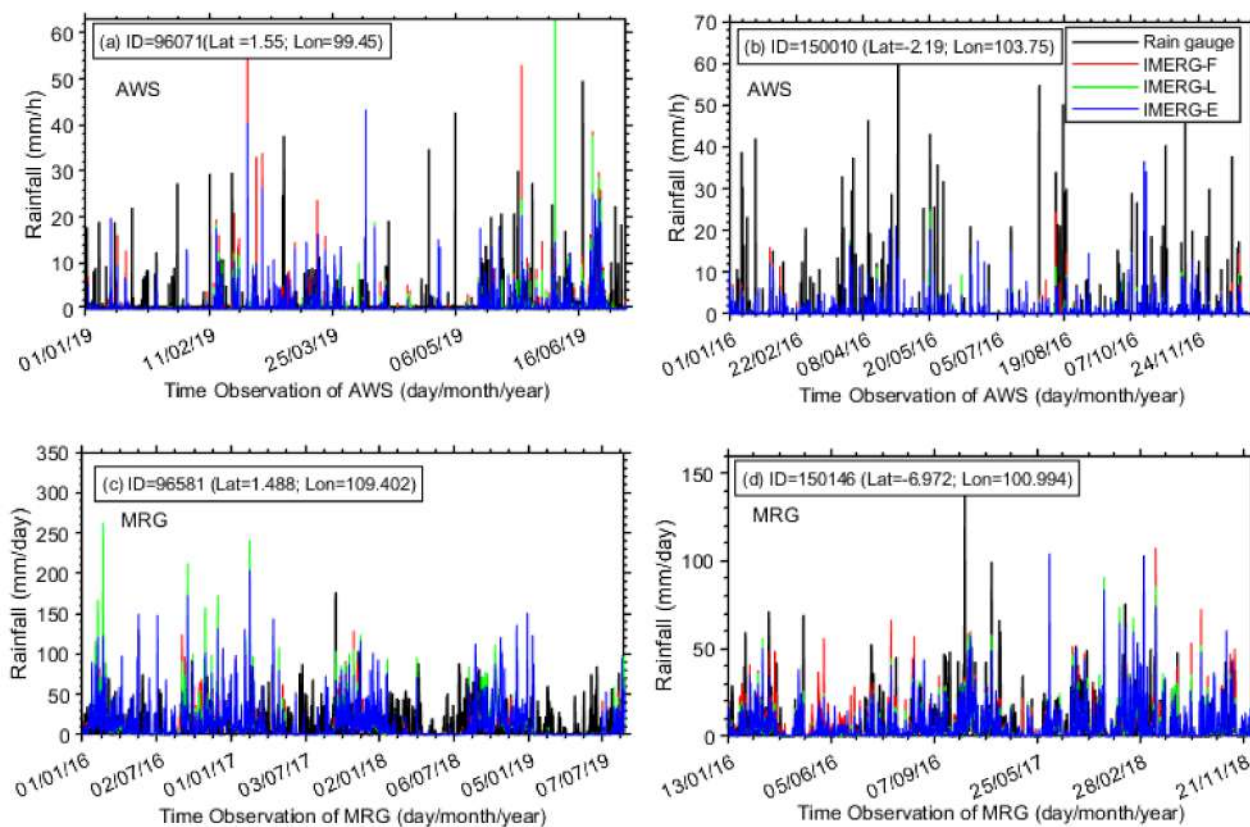 (a) ID=96071(Lat =1.55; Lon=99.45)
AWS
60
50
40
30
20
10
0
Rainfall (mm/h)
01/01/19
11/02/19
25/03/19
06/05/19
16/06/19
Time Observation of AWS (day/month/year)
(b) ID=150010 (Lat=-2.19; Lon=103.75)
AWS
Rain gauge
IMERG-F
IMERG-L
IMERG-E
70
60
50
40
30
20
10
0
Rainfall (mm/h)
01/01/16
22/02/16
08/04/16
20/05/16
05/07/16
19/08/16
07/10/16
24/11/16
Time Observation of AWS (day/month/year)
(c) ID=96581 (Lat=1.488; Lon=109.402)
MRG
350
300
250
200
150
100
50
0
Rainfall (mm/day)
01/01/16
02/07/16
01/01/17
03/07/17
02/01/18
06/07/18
05/01/19
07/07/19
Time Observation of MRG (day/month/year)
(d) ID=150146 (Lat=-6.972; Lon=100.994)
MRG
150
100
50
0
Rainfall (mm/day)
13/01/16
05/06/16
07/09/16
25/05/17
28/02/18
21/11/18
Time Observation of MRG (day/month/year)